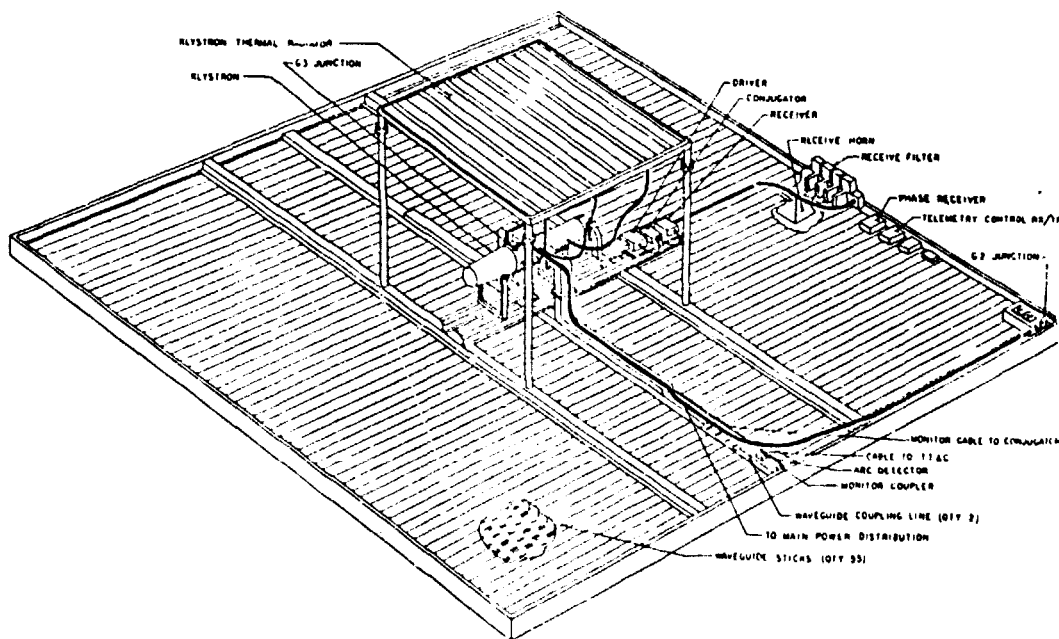 KLYSTRON THERMAL RADIATOR
G3 JUNCTION
KLYSTRON
DRIVER
CONJUGATOR
RECEIVER
RECEIVE HORN
RECEIVE FILTER
PHASE RECEIVER
TELEMETRY CONTROL RX/TX
G2 JUNCTION
MONITOR CABLE TO CONJUGATOR
CABLE TO TT&C
ARC DETECTOR
MONITOR COUPLER
WAVEGUIDE COUPLING LINE (QTY 2)
TO MAIN POWER DISTRIBUTION
WAVEGUIDE STICKS (QTY 55)